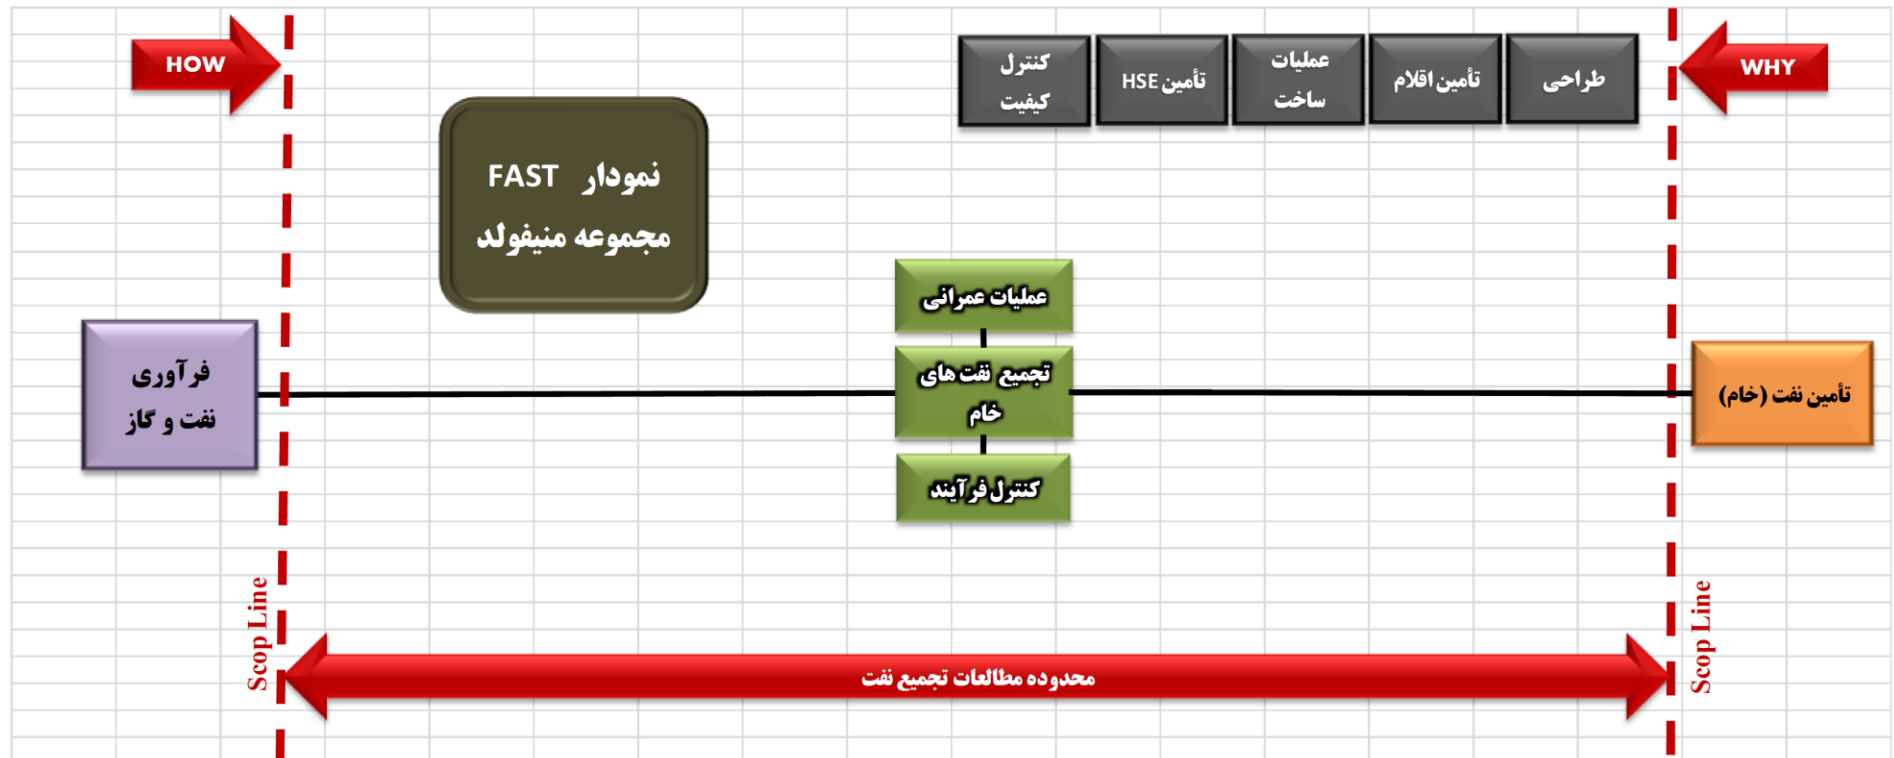 HOW
WHY
کنترل
کیفیت
تأمین HSE
عملیات
ساخت
تأمین اقلام
طراحی
نمودار FAST
مجموعه منیفولد
عملیات عمرانی
فرآوری
نفت و گاز
تجمیع نفت های
خام
تأمین نفت (خام)
کنترل فرآیند
Scop Line
Scop Line
محدوده مطالعات تجمیع نفت